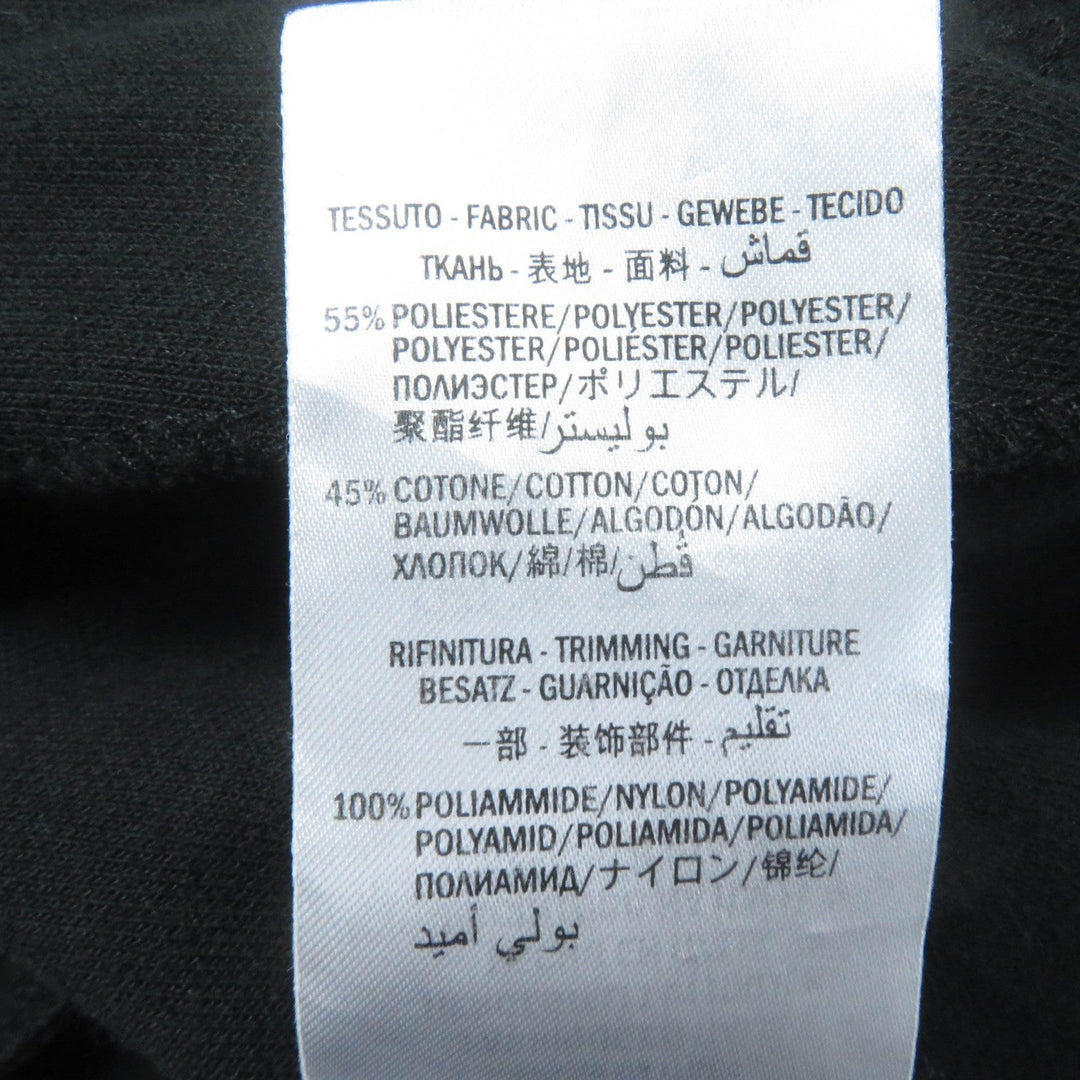 TESSUTO - FABRIC - TISSU - GEWEBE - TECIDO
ТКАНЬ - 表地 - 面料 - قماش
55% POLIESTERE/POLYESTER/POLYESTER/
POLYESTER/POLIÉSTER/POLIESTER/
ПОЛИЭСТЕР/ポリエステル/
聚酯纤维/بوليستر
45% COTONE/COTTON/COTON/
BAUMWOLLE/ALGODÓN/ALGODÃO/
ХЛОПОК/綿/棉/قُطن
RIFINITURA - TRIMMING - GARNITURE
BESATZ - GUARNIÇÃO - ОТДЕЛКА
一部 - 装饰部件 - تقليم
100% POLIAMMIDE/NYLON/POLYAMIDE/
POLYAMID/POLIAMIDA/POLIAMIDA/
ПОЛИАМИД/ナイロン/锦纶/
بولي أميد